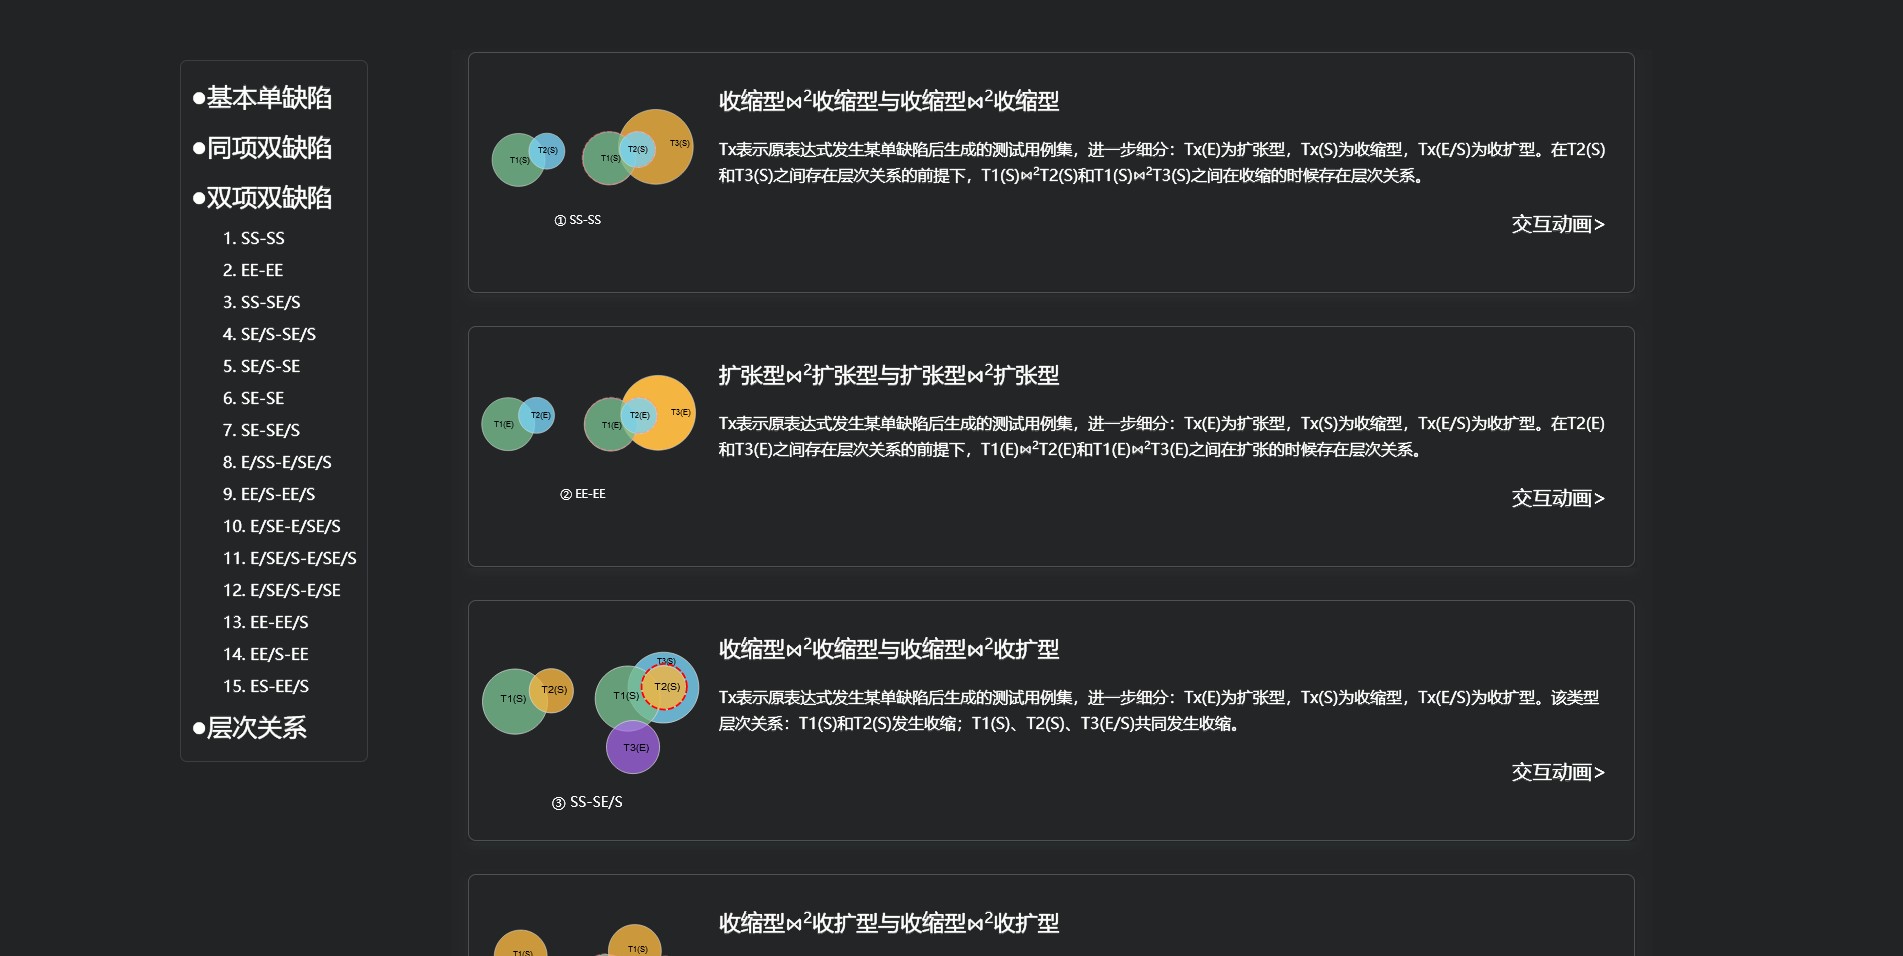 ●基本单缺陷
●同项双缺陷
●双项双缺陷
1. SS-SS
2. EE-EE
3. SS-SE/S
4. SE/S-SE/S
5. SE/S-SE
6. SE-SE
7. SE-SE/S
8. E/SS-E/SE/S
9. EE/S-EE/S
10. E/SE-E/SE/S
11. E/SE/S-E/SE/S
12. E/SE/S-E/SE
13. EE-EE/S
14. EE/S-EE
15. ES-EE/S
●层次关系
T1(S) T2(S) T1(S) T2(S) T3(S)
① SS-SS
收缩型⋈²收缩型与收缩型⋈²收缩型
Tx表示原表达式发生某单缺陷后生成的测试用例集，进一步细分：Tx(E)为扩张型，Tx(S)为收缩型，Tx(E/S)为收扩型。在T2(S)
和T3(S)之间存在层次关系的前提下，T1(S)⋈²T2(S)和T1(S)⋈²T3(S)之间在收缩的时候存在层次关系。
交互动画>
T1(E) T2(E) T1(E) T2(E) T3(E)
② EE-EE
扩张型⋈²扩张型与扩张型⋈²扩张型
Tx表示原表达式发生某单缺陷后生成的测试用例集，进一步细分：Tx(E)为扩张型，Tx(S)为收缩型，Tx(E/S)为收扩型。在T2(E)
和T3(E)之间存在层次关系的前提下，T1(E)⋈²T2(E)和T1(E)⋈²T3(E)之间在扩张的时候存在层次关系。
交互动画>
T3(S)
T1(S) T2(S) T1(S) T2(S)
T3(E)
③ SS-SE/S
收缩型⋈²收缩型与收缩型⋈²收扩型
Tx表示原表达式发生某单缺陷后生成的测试用例集，进一步细分：Tx(E)为扩张型，Tx(S)为收缩型，Tx(E/S)为收扩型。该类型
层次关系：T1(S)和T2(S)发生收缩；T1(S)、T2(S)、T3(E/S)共同发生收缩。
交互动画>
收缩型⋈²收扩型与收缩型⋈²收扩型
T1(S) T1(S)